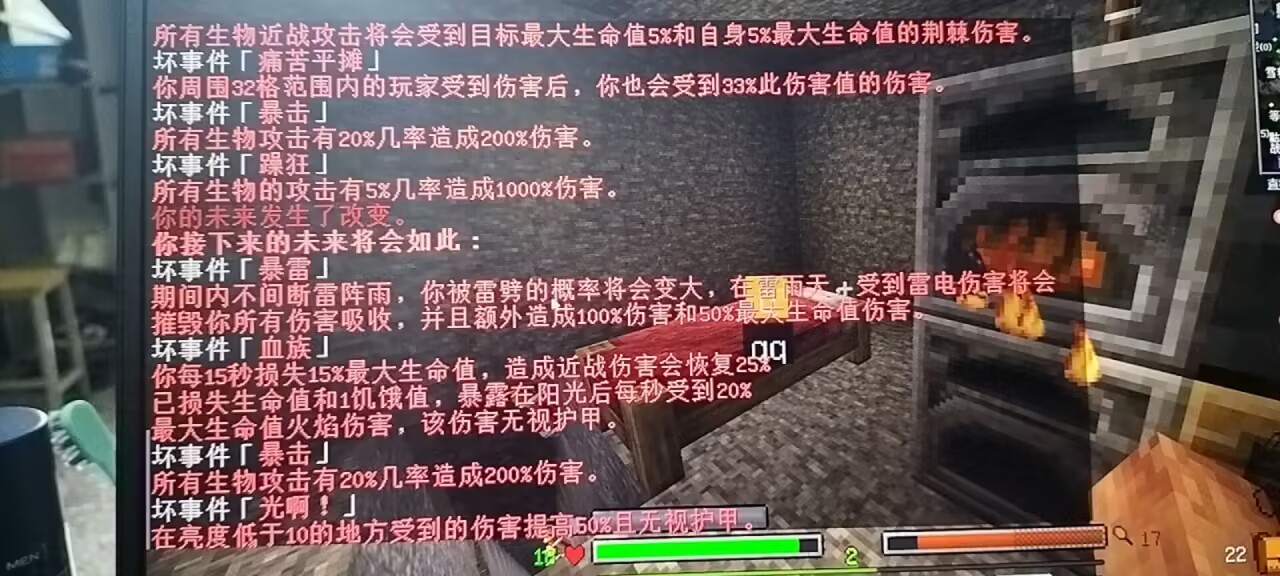 所有生物近战攻击将会受到目标最大生命值5%和自身5%最大生命值的荆棘伤害。
坏事件「痛苦平摊」
你周围32格范围内的玩家受到伤害后，你也会受到33%此伤害值的伤害。
坏事件「暴击」
所有生物攻击有20%几率造成200%伤害。
坏事件「躁狂」
所有生物的攻击有5%几率造成1000%伤害。
你的未来发生了改变。
你接下来的未来将会如此：
坏事件「暴雷」
期间内不间断雷阵雨，你被雷劈的概率将会变大，在雷雨天，受到雷电伤害将会
摧毁你所有伤害吸收，并且额外造成100%伤害和50%最大生命值伤害。
坏事件「血族」
你每15秒损失15%最大生命值，造成近战伤害会恢复25%
已损失生命值和1饥饿值，暴露在阳光后每秒受到20%
最大生命值火焰伤害，该伤害无视护甲。
坏事件「暴击」
所有生物攻击有20%几率造成200%伤害。
坏事件「光啊！」
在亮度低于10的地方受到的伤害提高50%且无视护甲。
qq
2
17
22